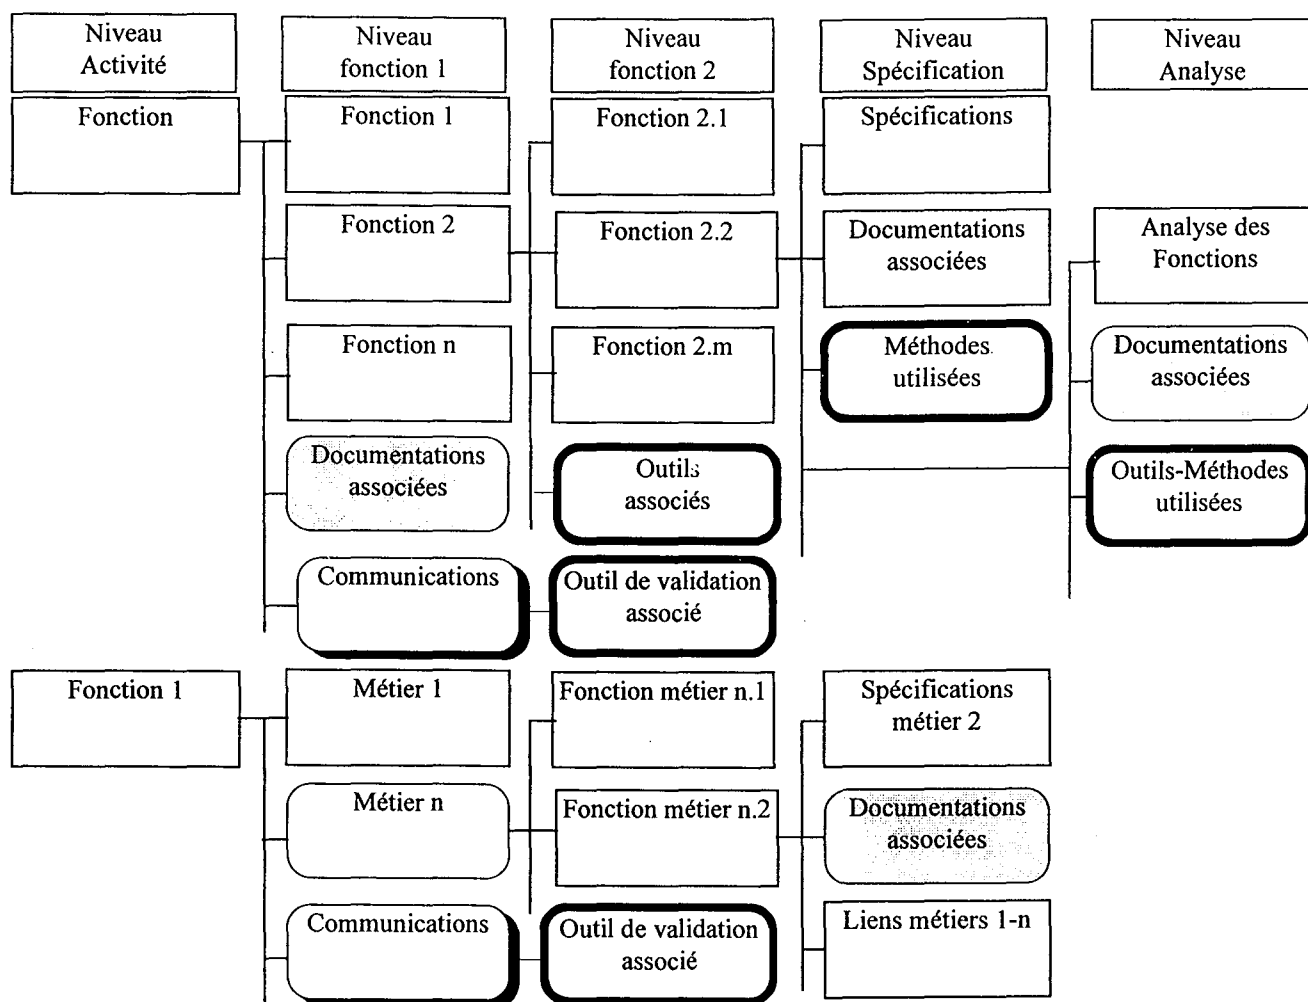 Niveau
Activité
Niveau
fonction 1
Niveau
fonction 2
Niveau
Spécification
Niveau
Analyse
Fonction
Fonction 1
Fonction 2.1
Spécifications
Fonction 2
Fonction 2.2
Documentations
associées
Analyse des
Fonctions
Fonction n
Fonction 2.m
Méthodes
utilisées
Documentations
associées
Documentations
associées
Outils
associés
Outils-Méthodes
utilisées
Communications
Outil de validation
associé
Fonction 1
Métier 1
Fonction métier n.1
Spécifications
métier 2
Métier n
Fonction métier n.2
Documentations
associées
Communications
Outil de validation
associé
Liens métiers 1-n